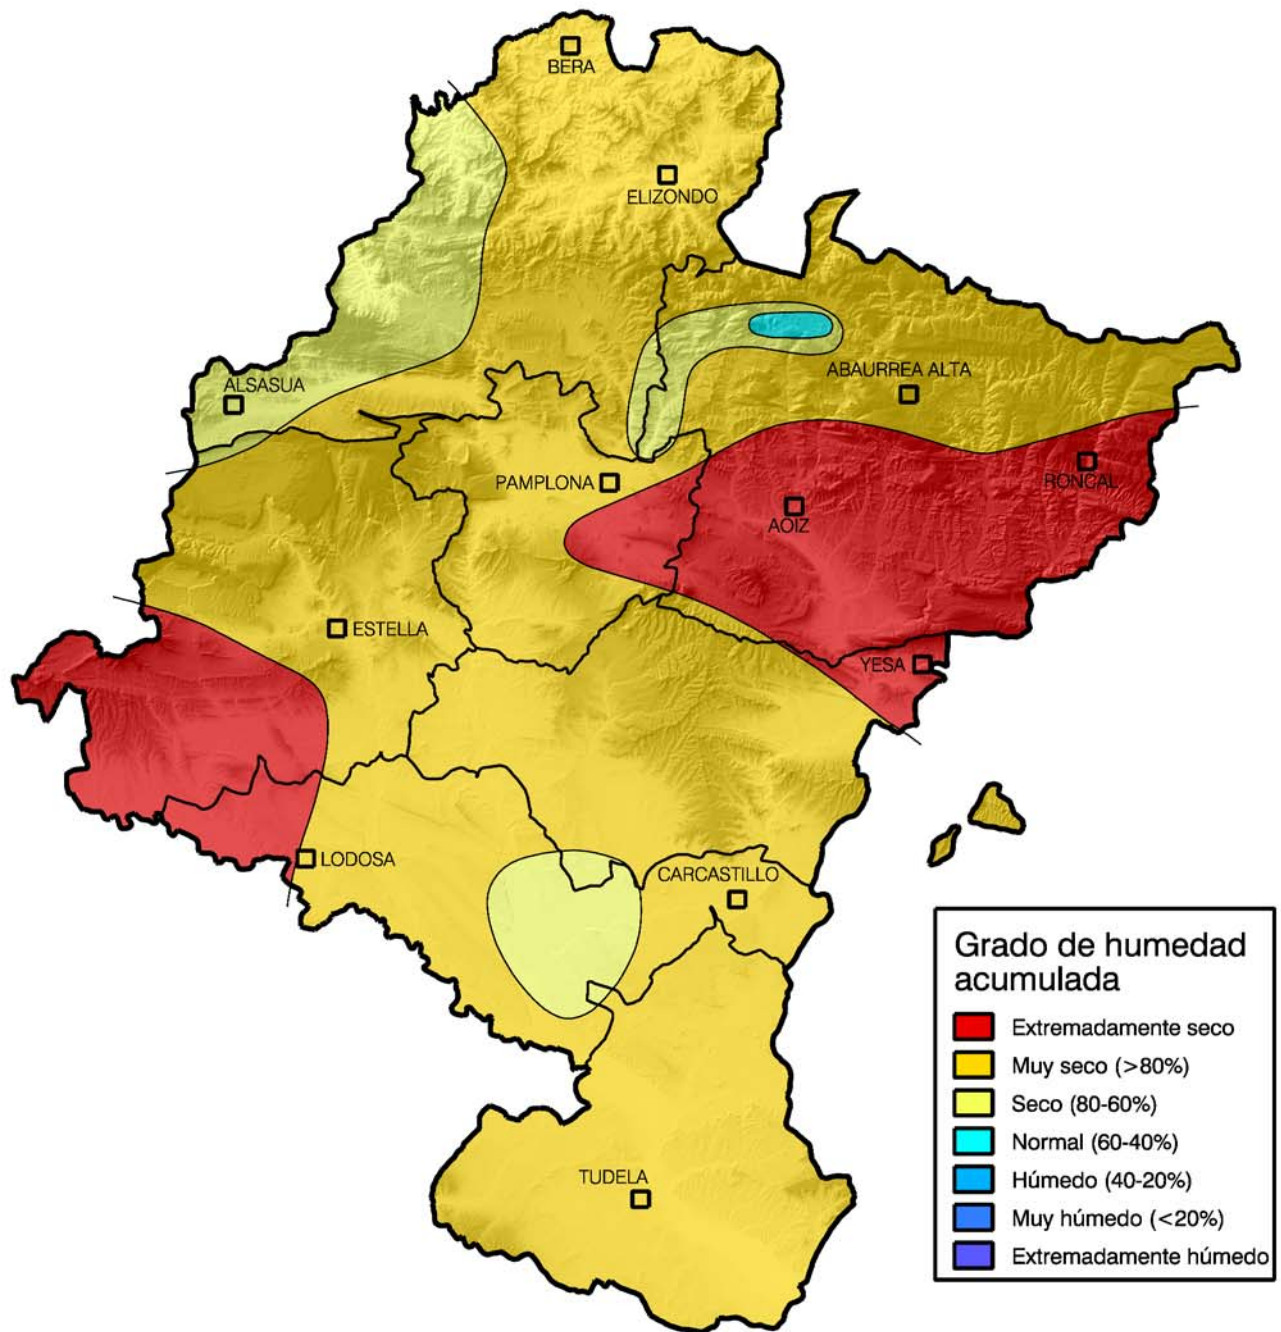 BERA
ELIZONDO
ALSASUA
ABAURREA ALTA
PAMPLONA
RONCAL
AOIZ
ESTELLA
YESA
LODOSA
CARCASTILLO
TUDELA
Grado de humedad
acumulada
Extremadamente seco
Muy seco (>80%)
Seco (80-60%)
Normal (60-40%)
Húmedo (40-20%)
Muy húmedo (<20%)
Extremadamente húmedo